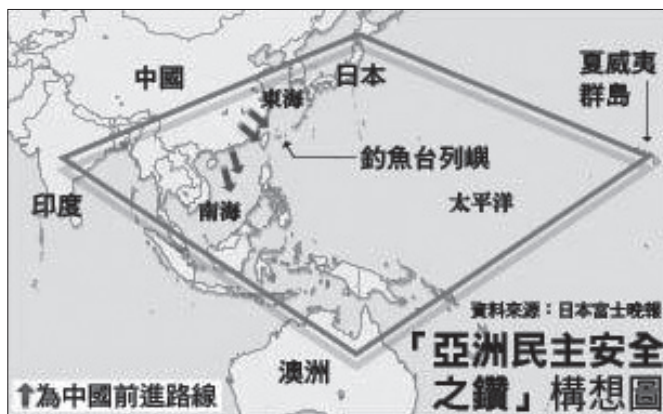 中國
日本
夏威夷
群島
東海
釣魚台列嶼
印度
南海
太平洋
資料來源：日本富士晚報
「亞洲民主安全
之鑽」構想圖
澳洲
⬆為中國前進路線